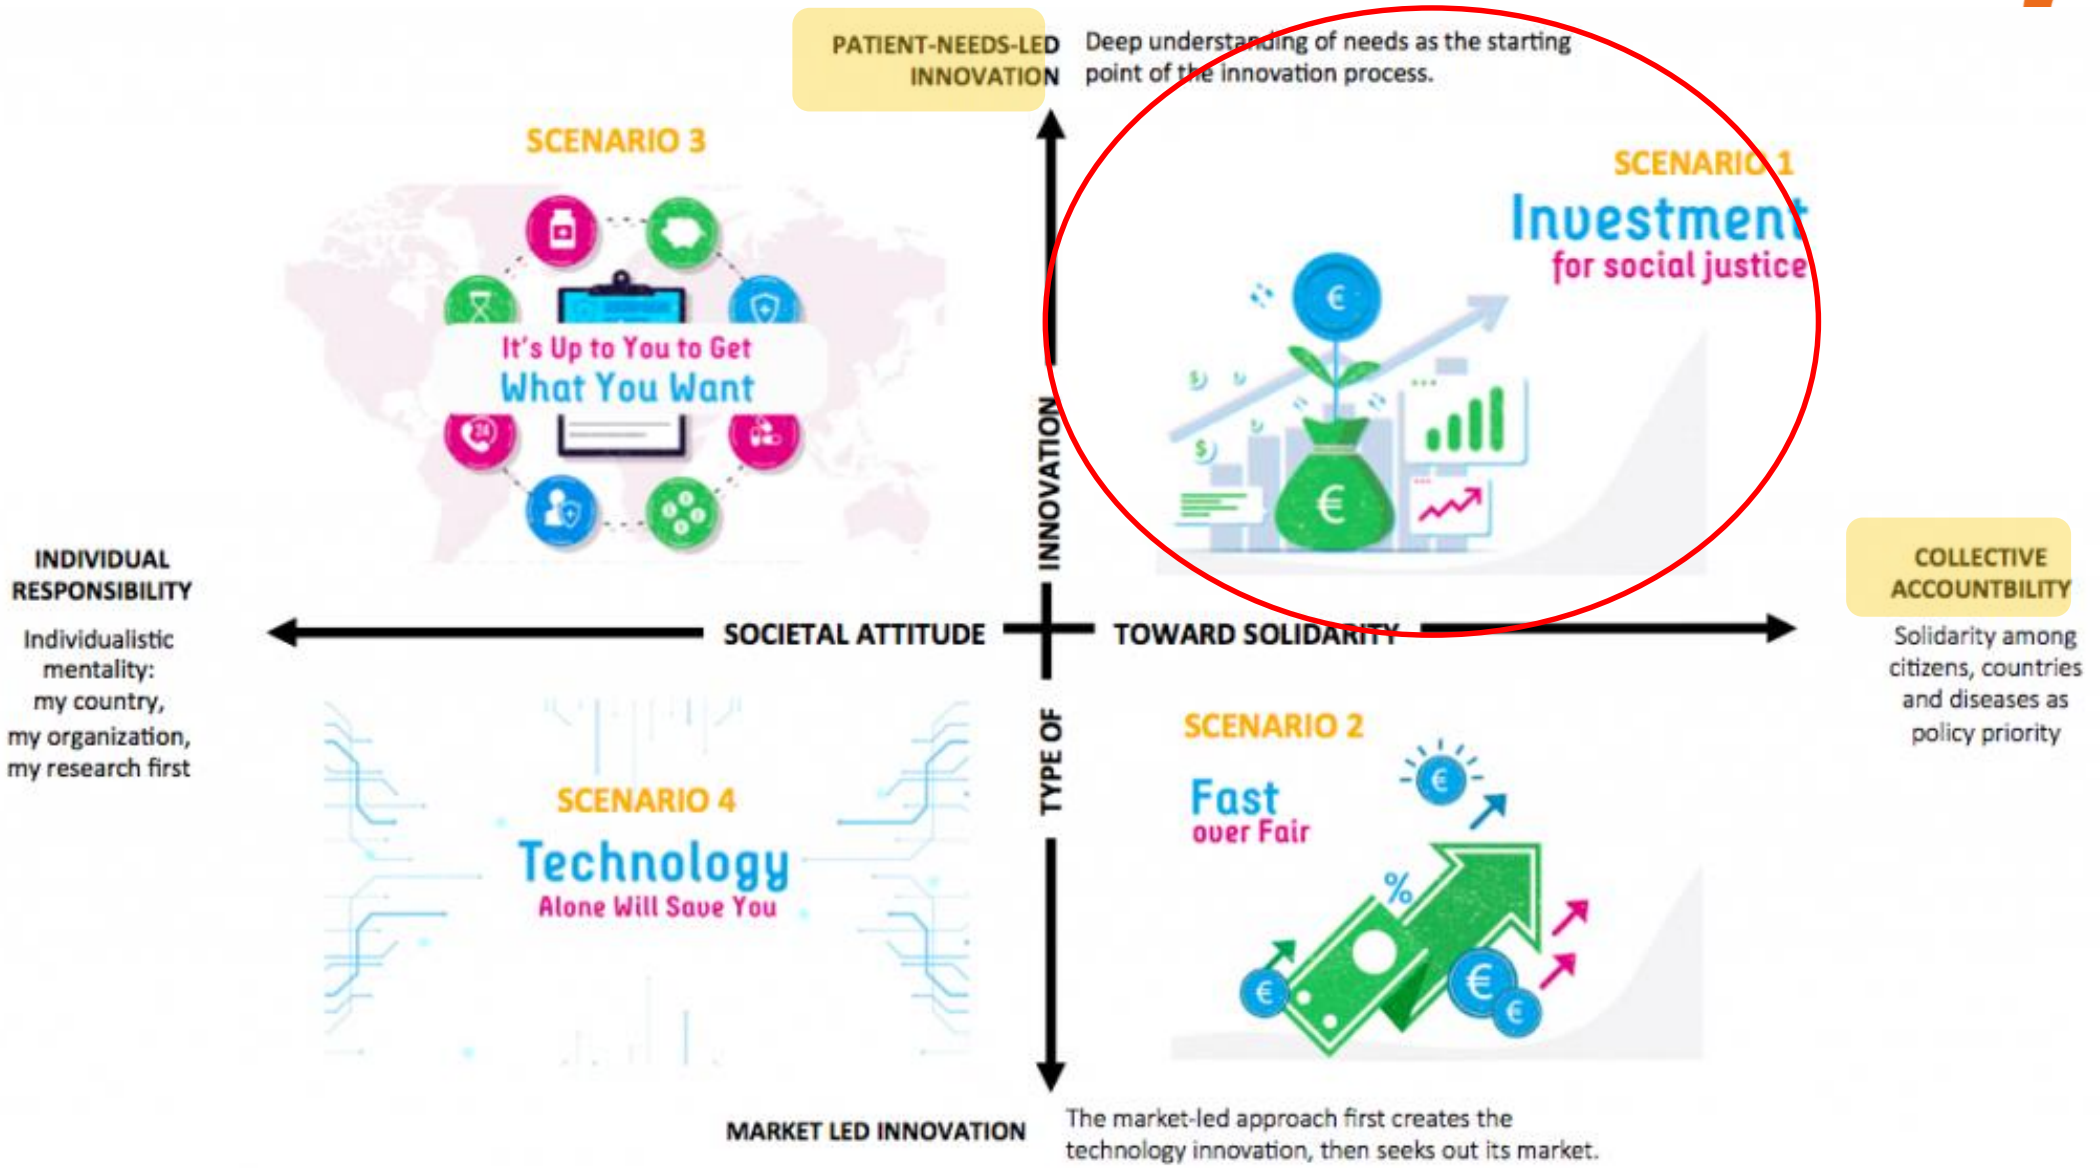 PATIENT-NEEDS-LED
INNOVATION
Deep understanding of needs as the starting
point of the innovation process.
SCENARIO 3
It's Up to You to Get
What You Want
24
SCENARIO 1
Investment
for social justice
€
$
$
€
INNOVATION
INDIVIDUAL
RESPONSIBILITY
Individualistic
mentality:
my country,
my organization,
my research first
SOCIETAL ATTITUDE
TOWARD SOLIDARITY
COLLECTIVE
ACCOUNTBILITY
Solidarity among
citizens, countries
and diseases as
policy priority
TYPE OF
SCENARIO 4
Technology
Alone Will Save You
SCENARIO 2
Fast
over Fair
€
%
€
€
€
MARKET LED INNOVATION
The market-led approach first creates the
technology innovation, then seeks out its market.